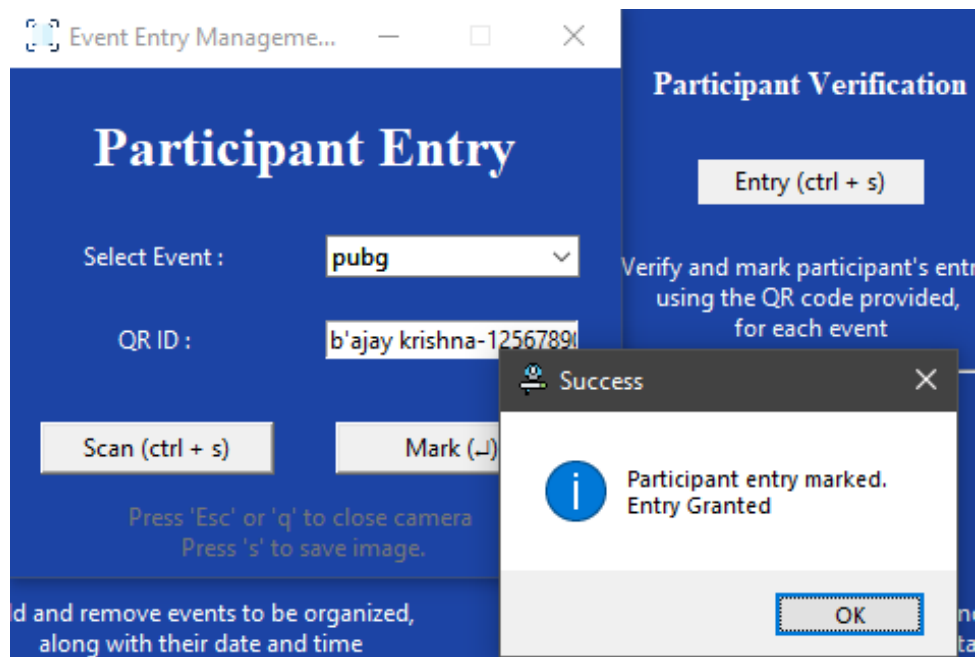 Event Entry Manageme...
Participant Entry
Select Event :
pubg
QR ID :
b'ajay krishna-1256789
Scan (ctrl + s)
Mark (↵)
Press 'Esc' or 'q' to close camera
Press 's' to save image.
Participant Verification
Entry (ctrl + s)
Verify and mark participant's entr
using the QR code provided,
for each event
Success
Participant entry marked.
Entry Granted
OK
d and remove events to be organized,
along with their date and time